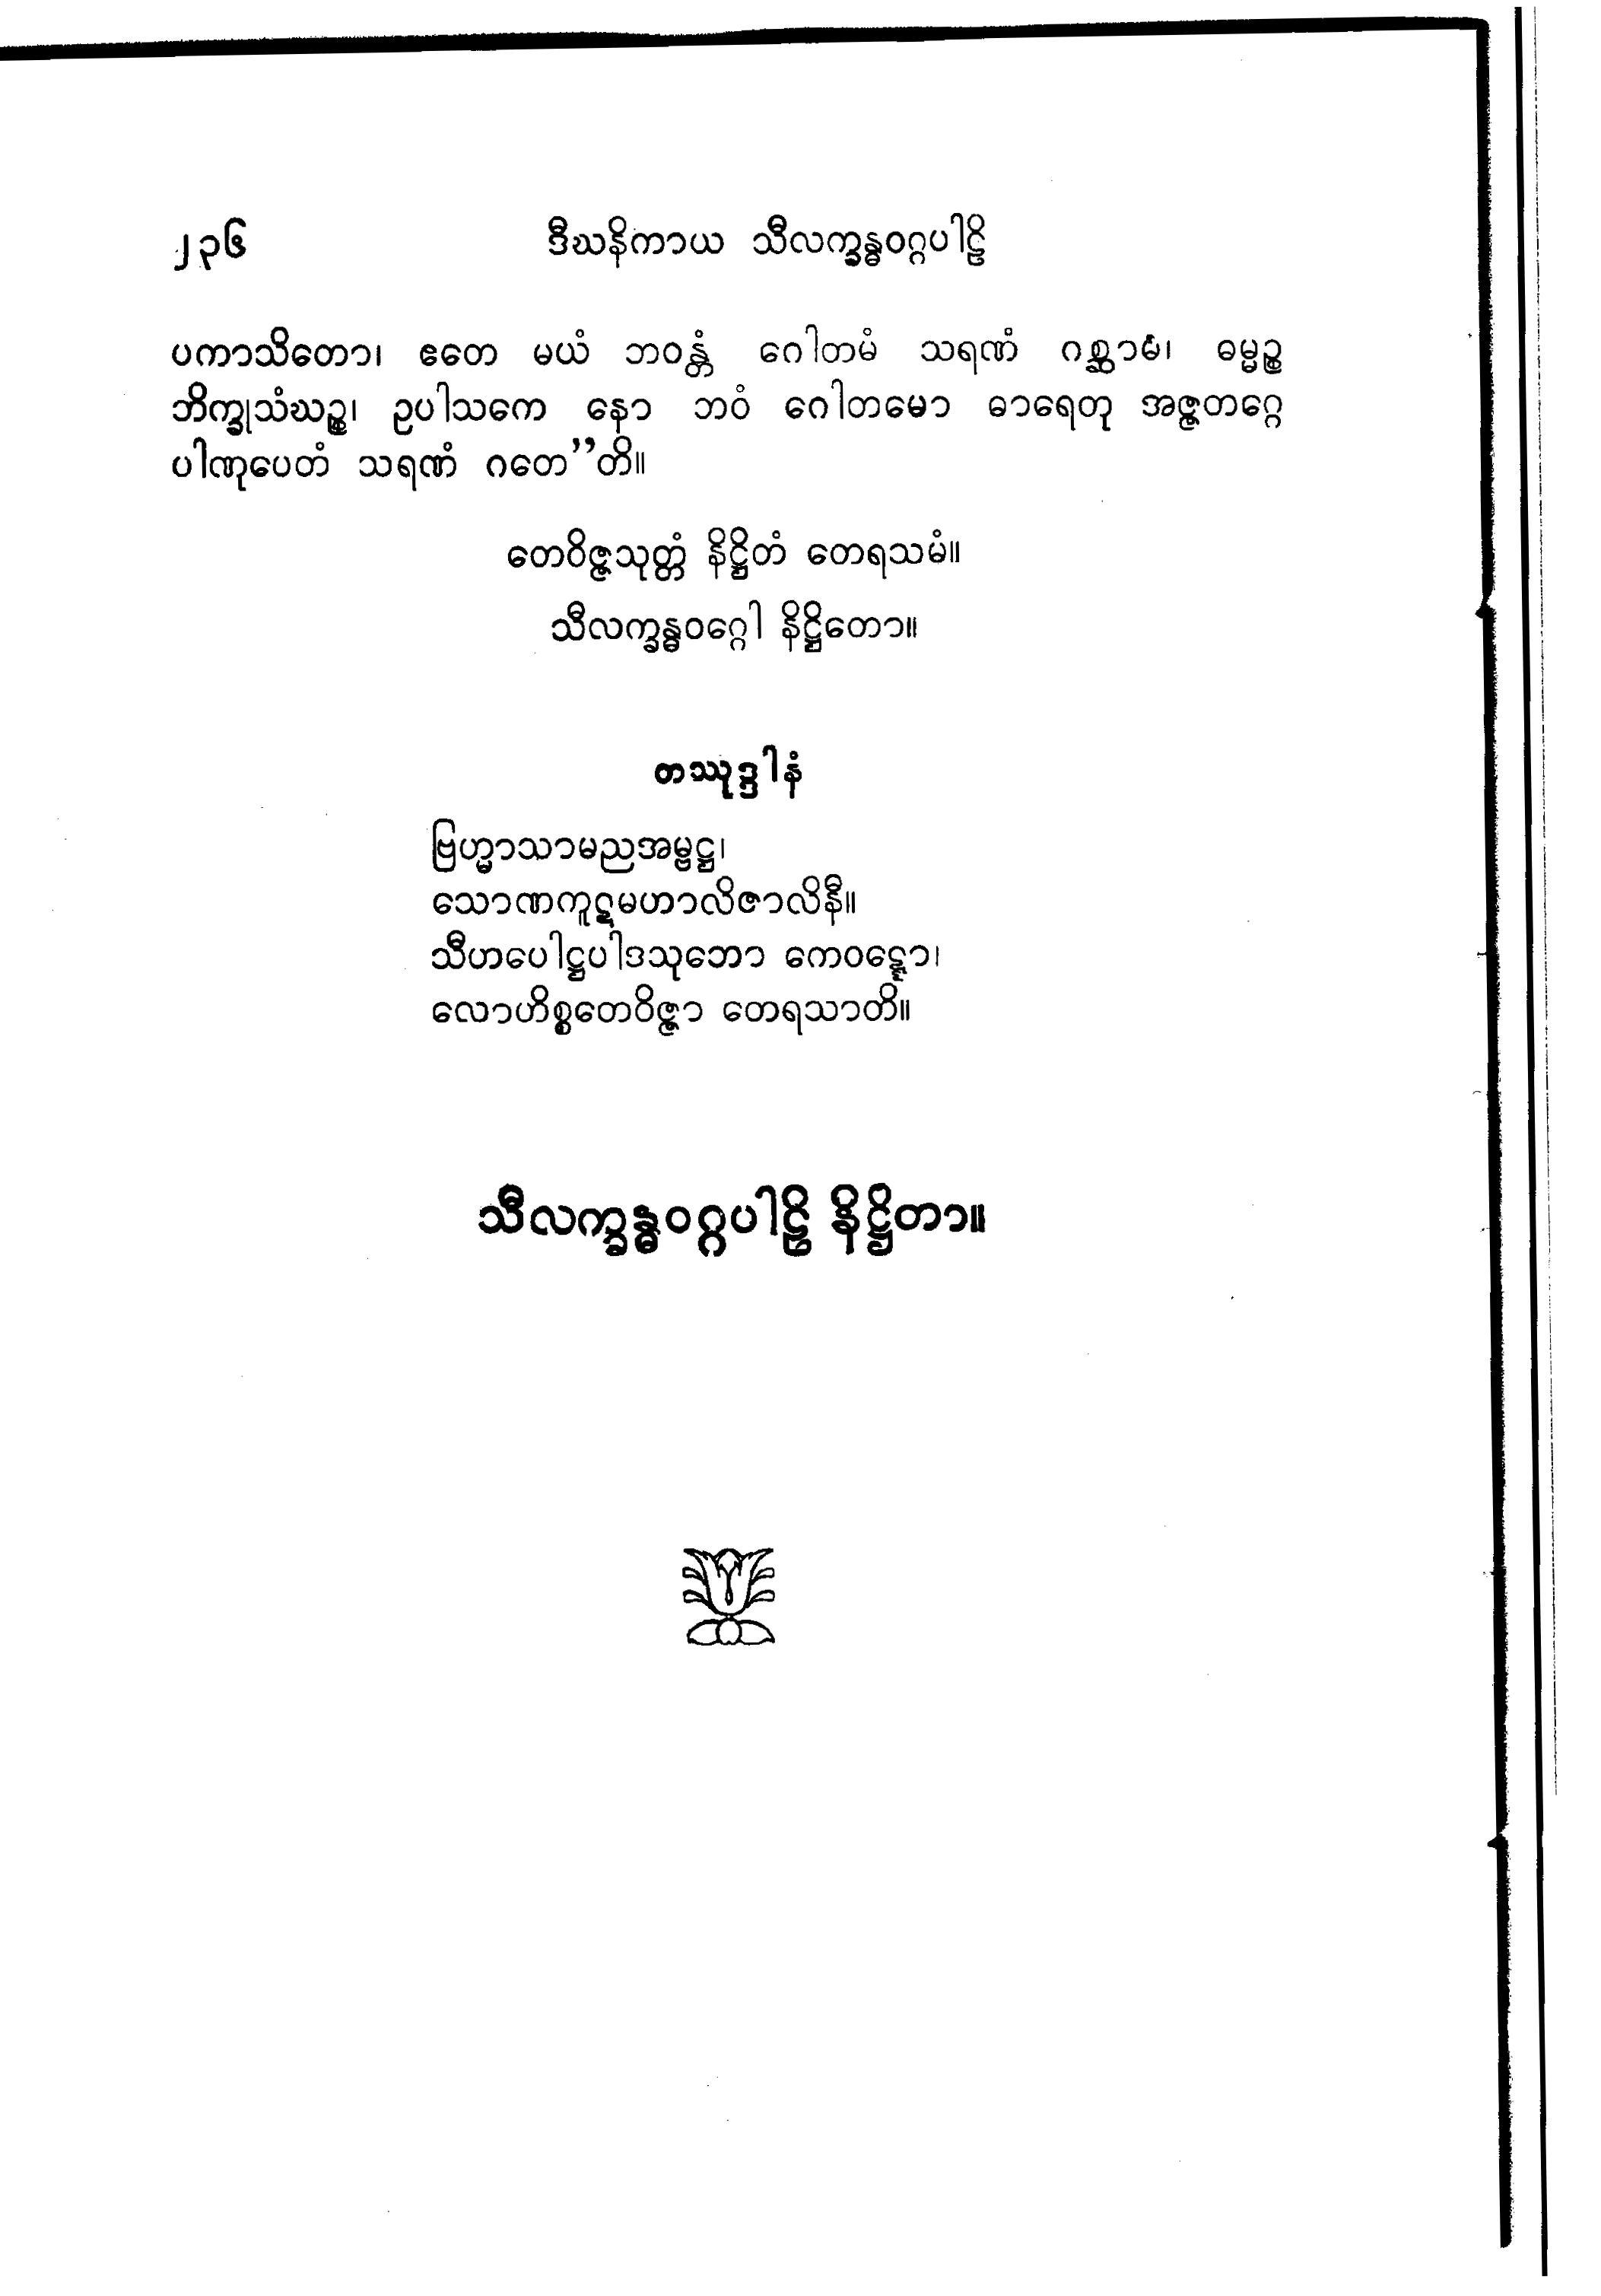 ၂၃၆ ဒီဃနိကာယ သီလက္ခန္ဓဝဂ္ဂပါဠိ
ပကာသိတော၊ ဧတေ မယံ ဘဝန္တံ ဂေါတမံ သရဏံ ဂစ္ဆာမ၊ ဓမ္မဉ္စ
ဘိက္ခုသံဃဉ္စ၊ ဥပါသကေ နော ဘဝံ ဂေါတမော ဓာရေတု အဇ္ဇတဂ္ဂေ
ပါဏုပေတံ သရဏံ ဂတေ”တိ။
တေဝိဇ္ဇသုတ္တံ နိဋ္ဌိတံ တေရသမံ။
သီလက္ခန္ဓဝဂ္ဂေါ နိဋ္ဌိတော။
တဿုဒ္ဒါနံ
ဗြဟ္မာသာမညအမ္ဗဋ္ဌ၊
သောဏကူဋမဟာလိဇာလိနီ။
သီဟပေါဋ္ဌပါဒသုဘော ကေဝဋ္ဋော၊
လောဟိစ္စတေဝိဇ္ဇာ တေရသာတိ။
သီလက္ခန္ဓဝဂ္ဂပါဠိ နိဋ္ဌိတာ။